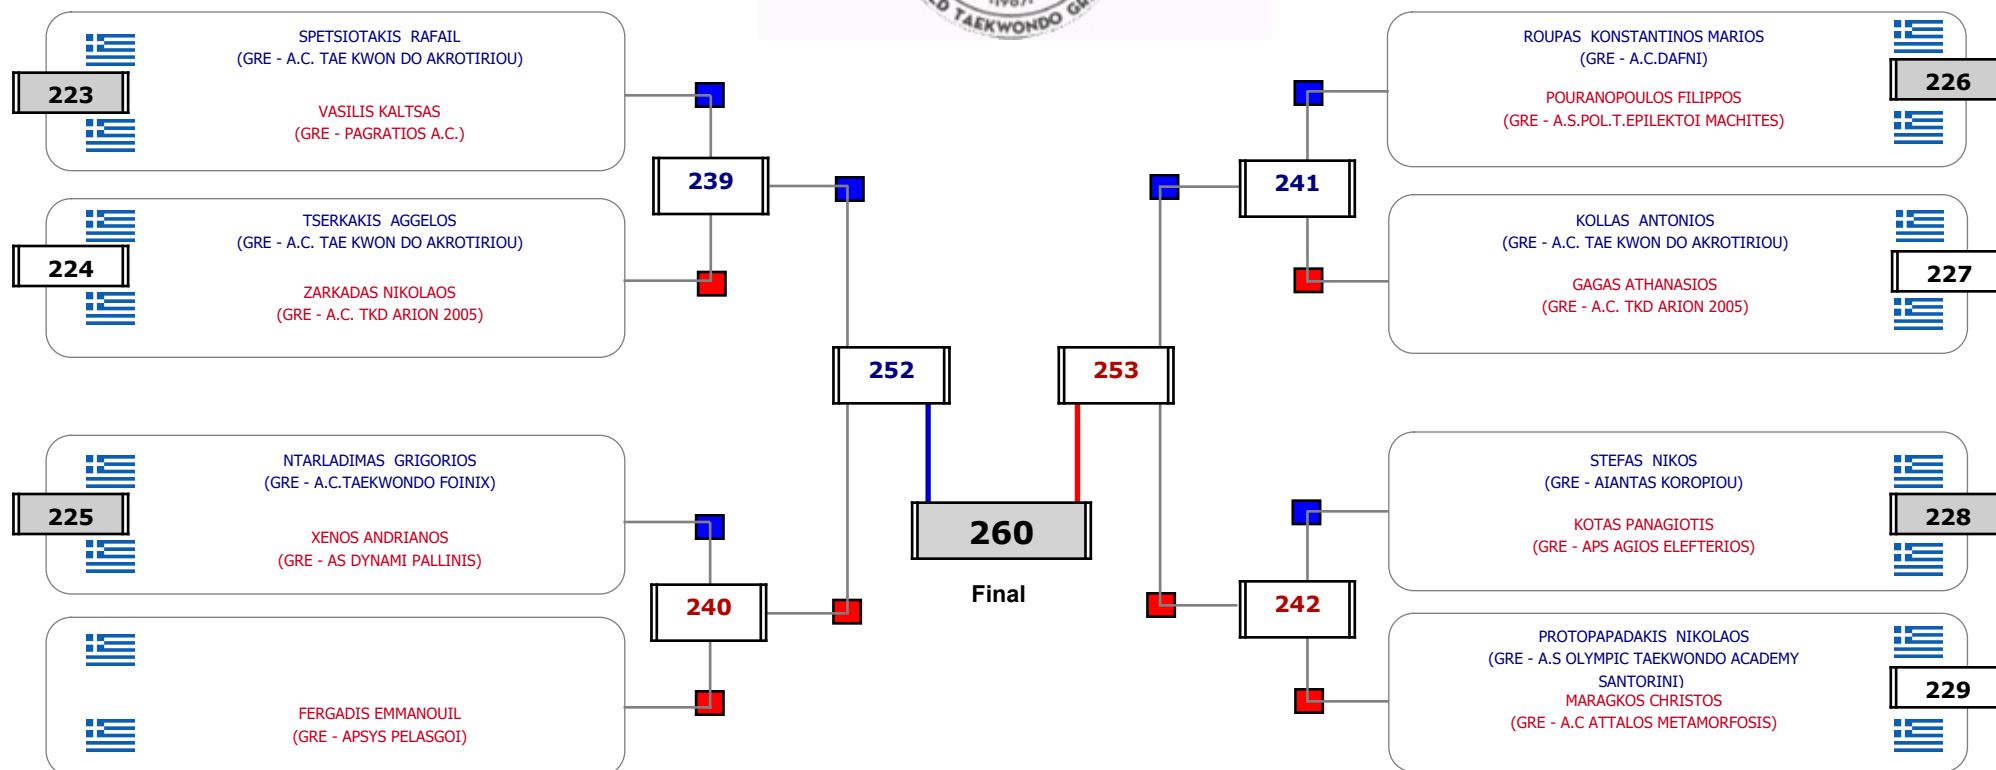 (1987)
TAEKWONDO
SPETSIOTAKIS RAFAIL
(GRE - A.C. TAE KWON DO AKROTIRIOU)
223
VASILIS KALTSAS
(GRE - PAGRATIOS A.C.)
TSERKAKIS AGGELOS
(GRE - A.C. TAE KWON DO AKROTIRIOU)
224
ZARKADAS NIKOLAOS
(GRE - A.C. TKD ARION 2005)
239
252
NTARLADIMAS GRIGORIOS
(GRE - A.C.TAEKWONDO FOINIX)
225
XENOS ANDRIANOS
(GRE - AS DYNAMI PALLINIS)
240
FERGADIS EMMANOUIL
(GRE - APSYS PELASGOI)
260
Final
ROUPAS KONSTANTINOS MARIOS
(GRE - A.C.DAFNI)
226
POURANOPOULOS FILIPPOS
(GRE - A.S.POL.T.EPILEKTOI MACHITES)
241
KOLLAS ANTONIOS
(GRE - A.C. TAE KWON DO AKROTIRIOU)
227
GAGAS ATHANASIOS
(GRE - A.C. TKD ARION 2005)
253
STEFAS NIKOS
(GRE - AIANTAS KOROPIOU)
228
KOTAS PANAGIOTIS
(GRE - APS AGIOS ELEFTERIOS)
242
PROTOPAPADAKIS NIKOLAOS
(GRE - A.S OLYMPIC TAEKWONDO ACADEMY
SANTORINI)
229
MARAGKOS CHRISTOS
(GRE - A.C ATTALOS METAMORFOSIS)